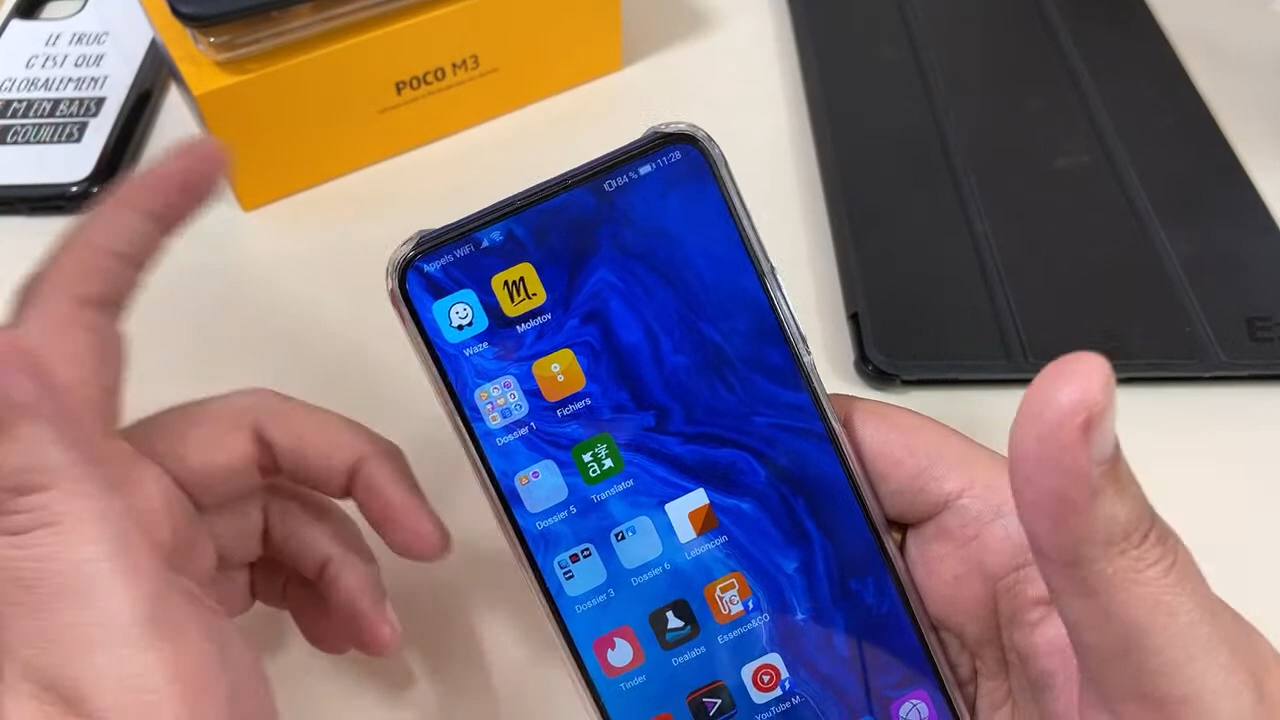 LE TRUC
C'EST QUE
GLOBALEMENT
M EN BATS
COUILLES
POCO M3
84 % 11:28
Appels WiFi
Waze
Molotov
Dossier 1
Fichiers
Dossier 5
Translator
Dossier 3
Dossier 6
Leboncoin
Tinder
Dealabs
Essence&CO
YouTube M..